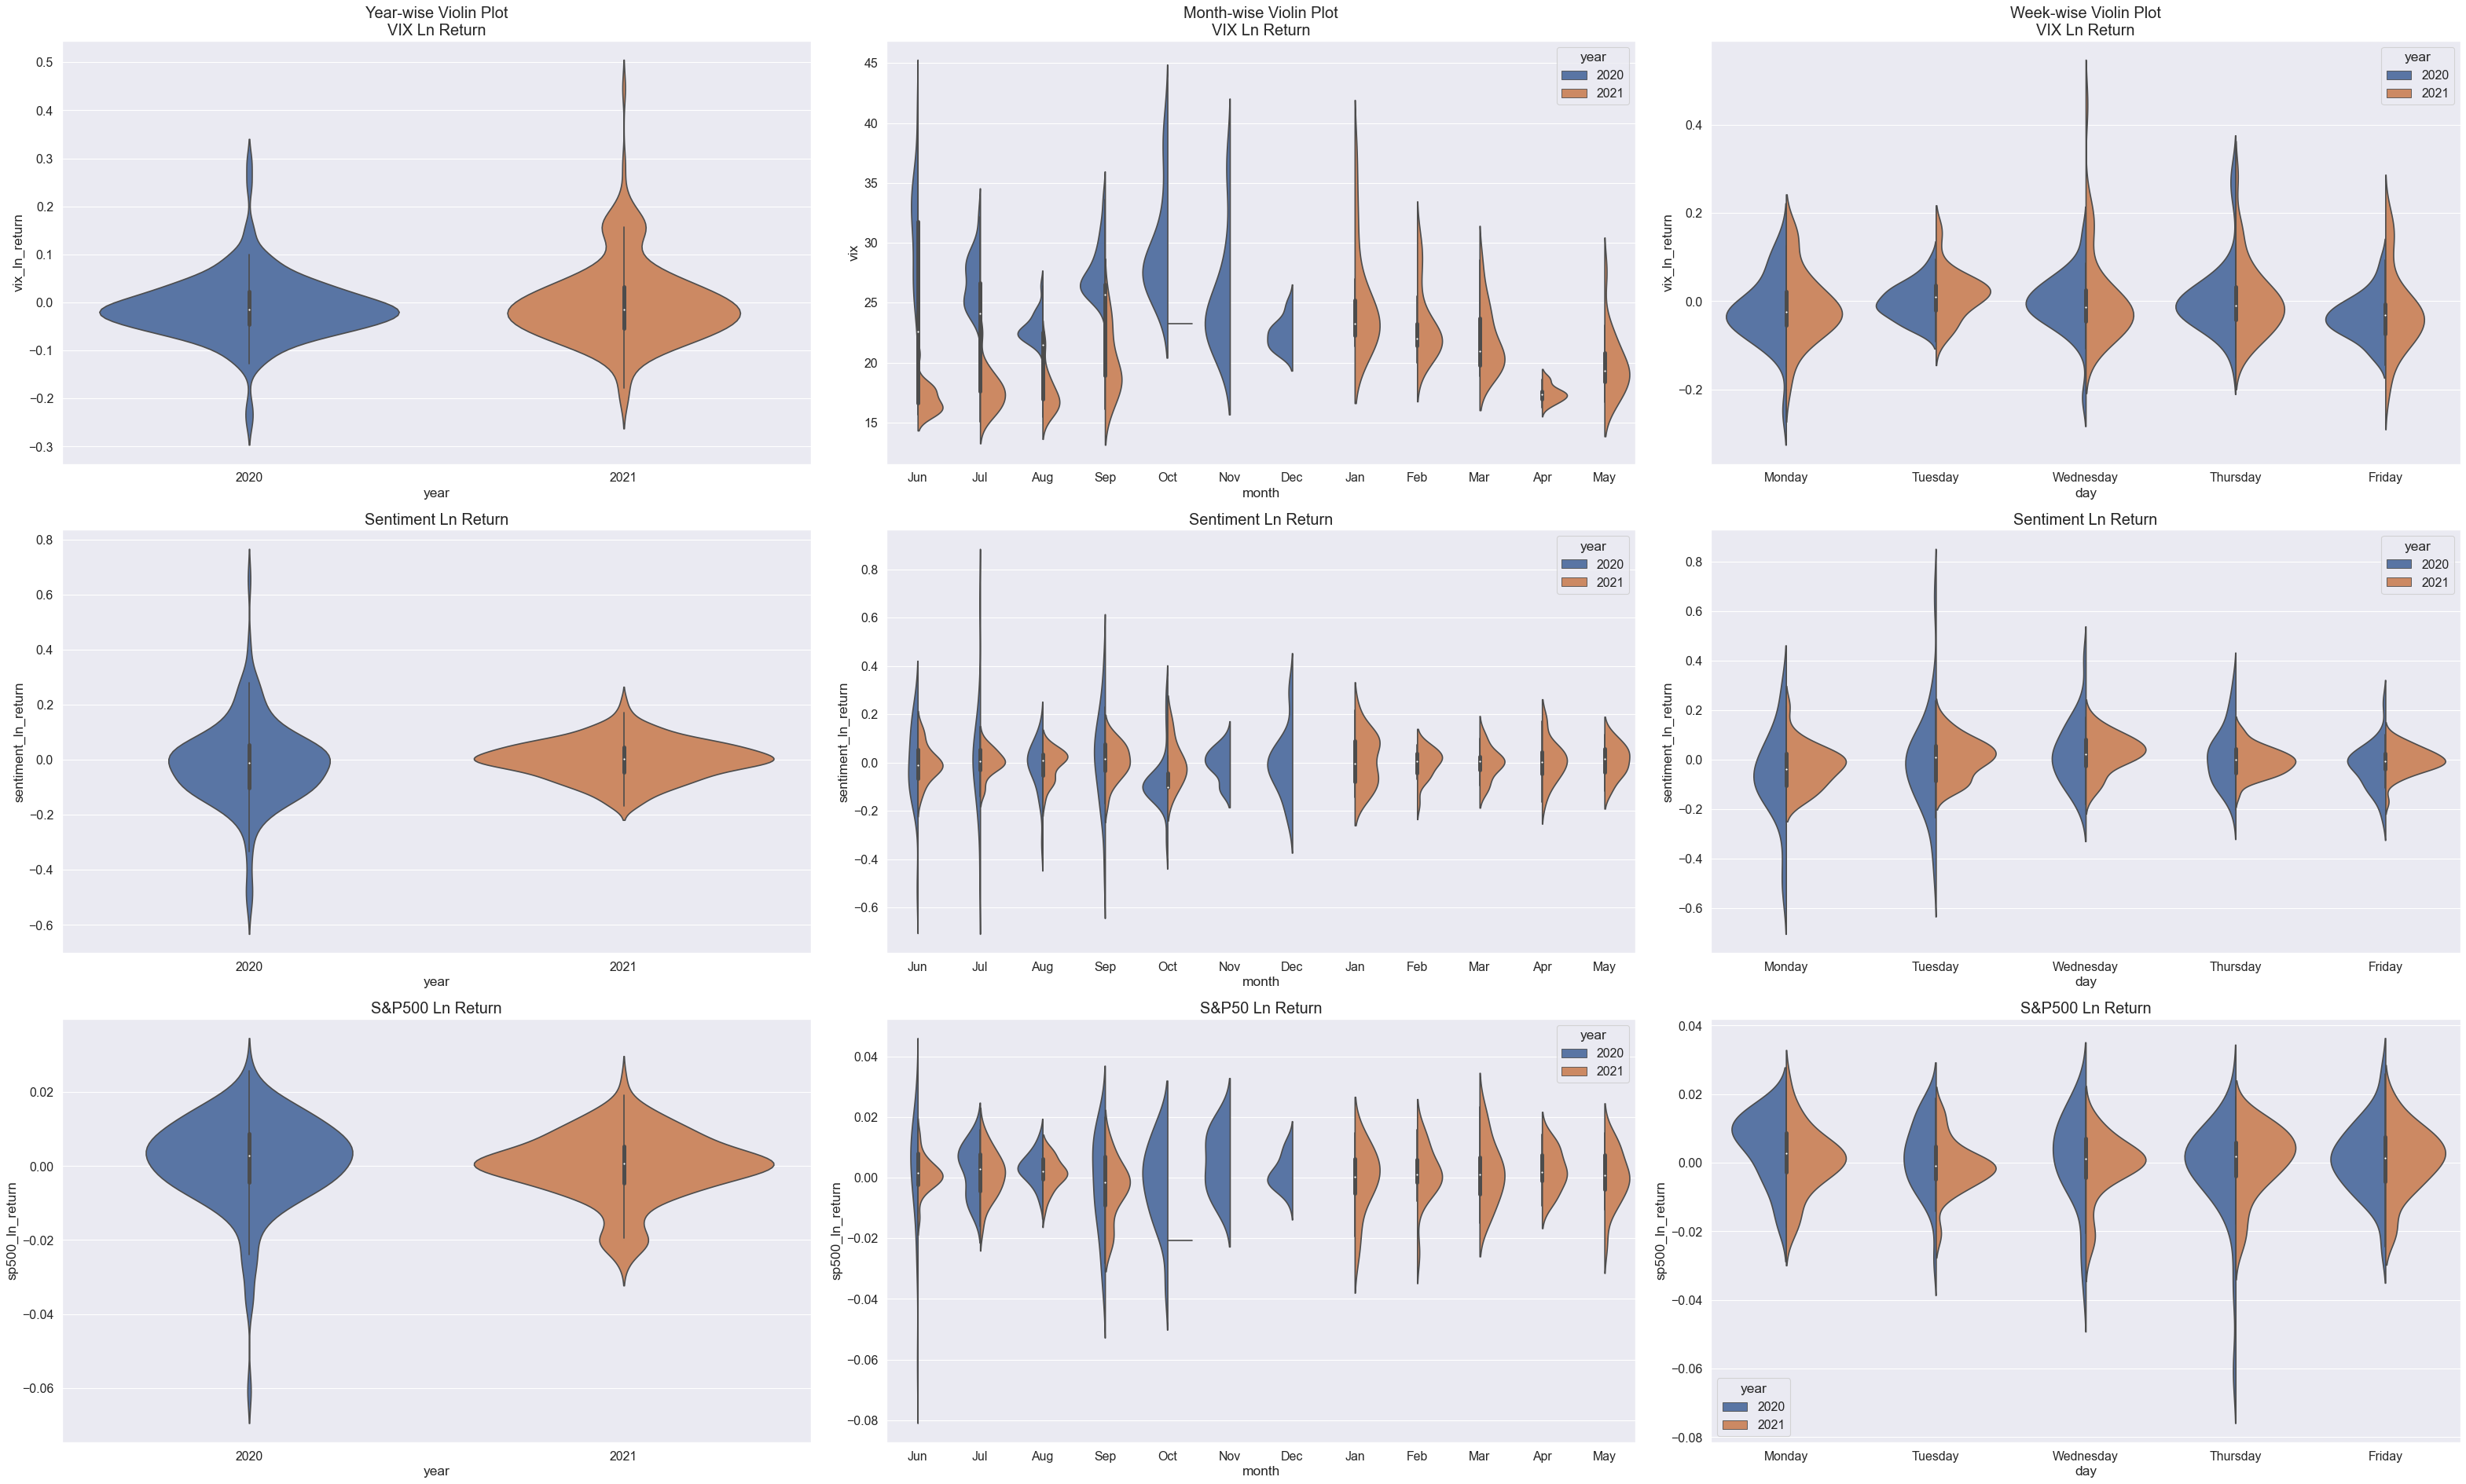 Year-wise Violin Plot
VIX Ln Return
0.5
0.4
0.3
0.2
0.1
0.0
−0.1
−0.2
−0.3
vix_ln_return
2020
2021
year
Month-wise Violin Plot
VIX Ln Return
45
40
35
30
25
20
15
vix
year
2020
2021
Jun Jul Aug Sep Oct Nov Dec Jan Feb Mar Apr May
month
Week-wise Violin Plot
VIX Ln Return
0.4
0.2
0.0
−0.2
vix_ln_return
year
2020
2021
Monday Tuesday Wednesday Thursday Friday
day
Sentiment Ln Return
0.8
0.6
0.4
0.2
0.0
−0.2
−0.4
−0.6
sentiment_ln_return
2020
2021
year
Sentiment Ln Return
0.8
0.6
0.4
0.2
0.0
−0.2
−0.4
−0.6
sentiment_ln_return
year
2020
2021
Jun Jul Aug Sep Oct Nov Dec Jan Feb Mar Apr May
month
Sentiment Ln Return
0.8
0.6
0.4
0.2
0.0
−0.2
−0.4
−0.6
sentiment_ln_return
year
2020
2021
Monday Tuesday Wednesday Thursday Friday
day
S&P500 Ln Return
0.02
0.00
−0.02
−0.04
−0.06
sp500_ln_return
2020
2021
year
S&P50 Ln Return
0.04
0.02
0.00
−0.02
−0.04
−0.06
−0.08
sp500_ln_return
year
2020
2021
Jun Jul Aug Sep Oct Nov Dec Jan Feb Mar Apr May
month
S&P500 Ln Return
0.04
0.02
0.00
−0.02
−0.04
−0.06
−0.08
sp500_ln_return
year
2020
2021
Monday Tuesday Wednesday Thursday Friday
day